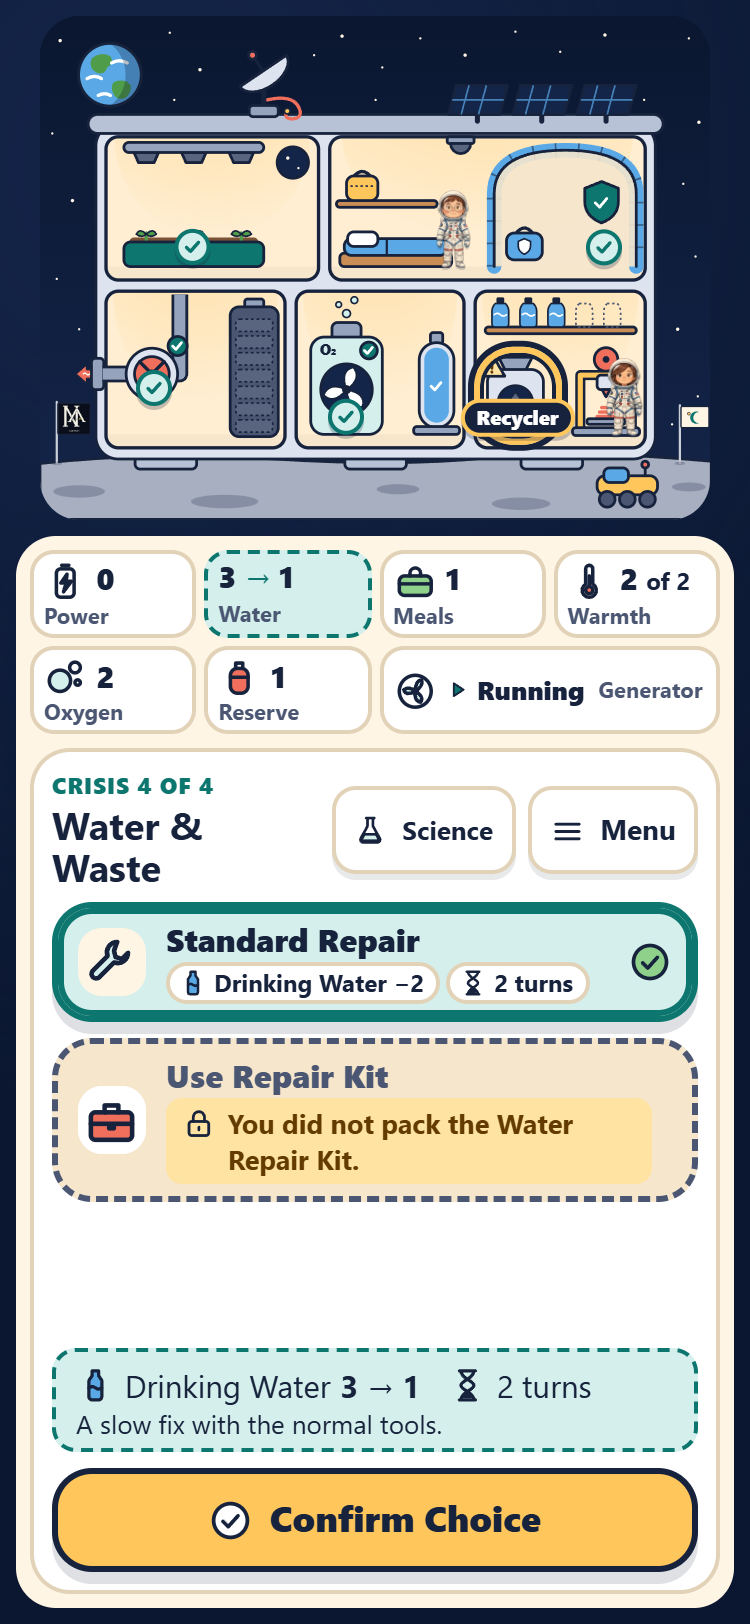 O₂
Recycler
0
Power
3 → 1
Water
1
Meals
2 of 2
Warmth
2
Oxygen
1
Reserve
Running Generator
CRISIS 4 OF 4
Water &
Waste
Science
Menu
Standard Repair
Drinking Water −2
2 turns
Use Repair Kit
You did not pack the Water
Repair Kit.
Drinking Water 3 → 1 2 turns
A slow fix with the normal tools.
Confirm Choice